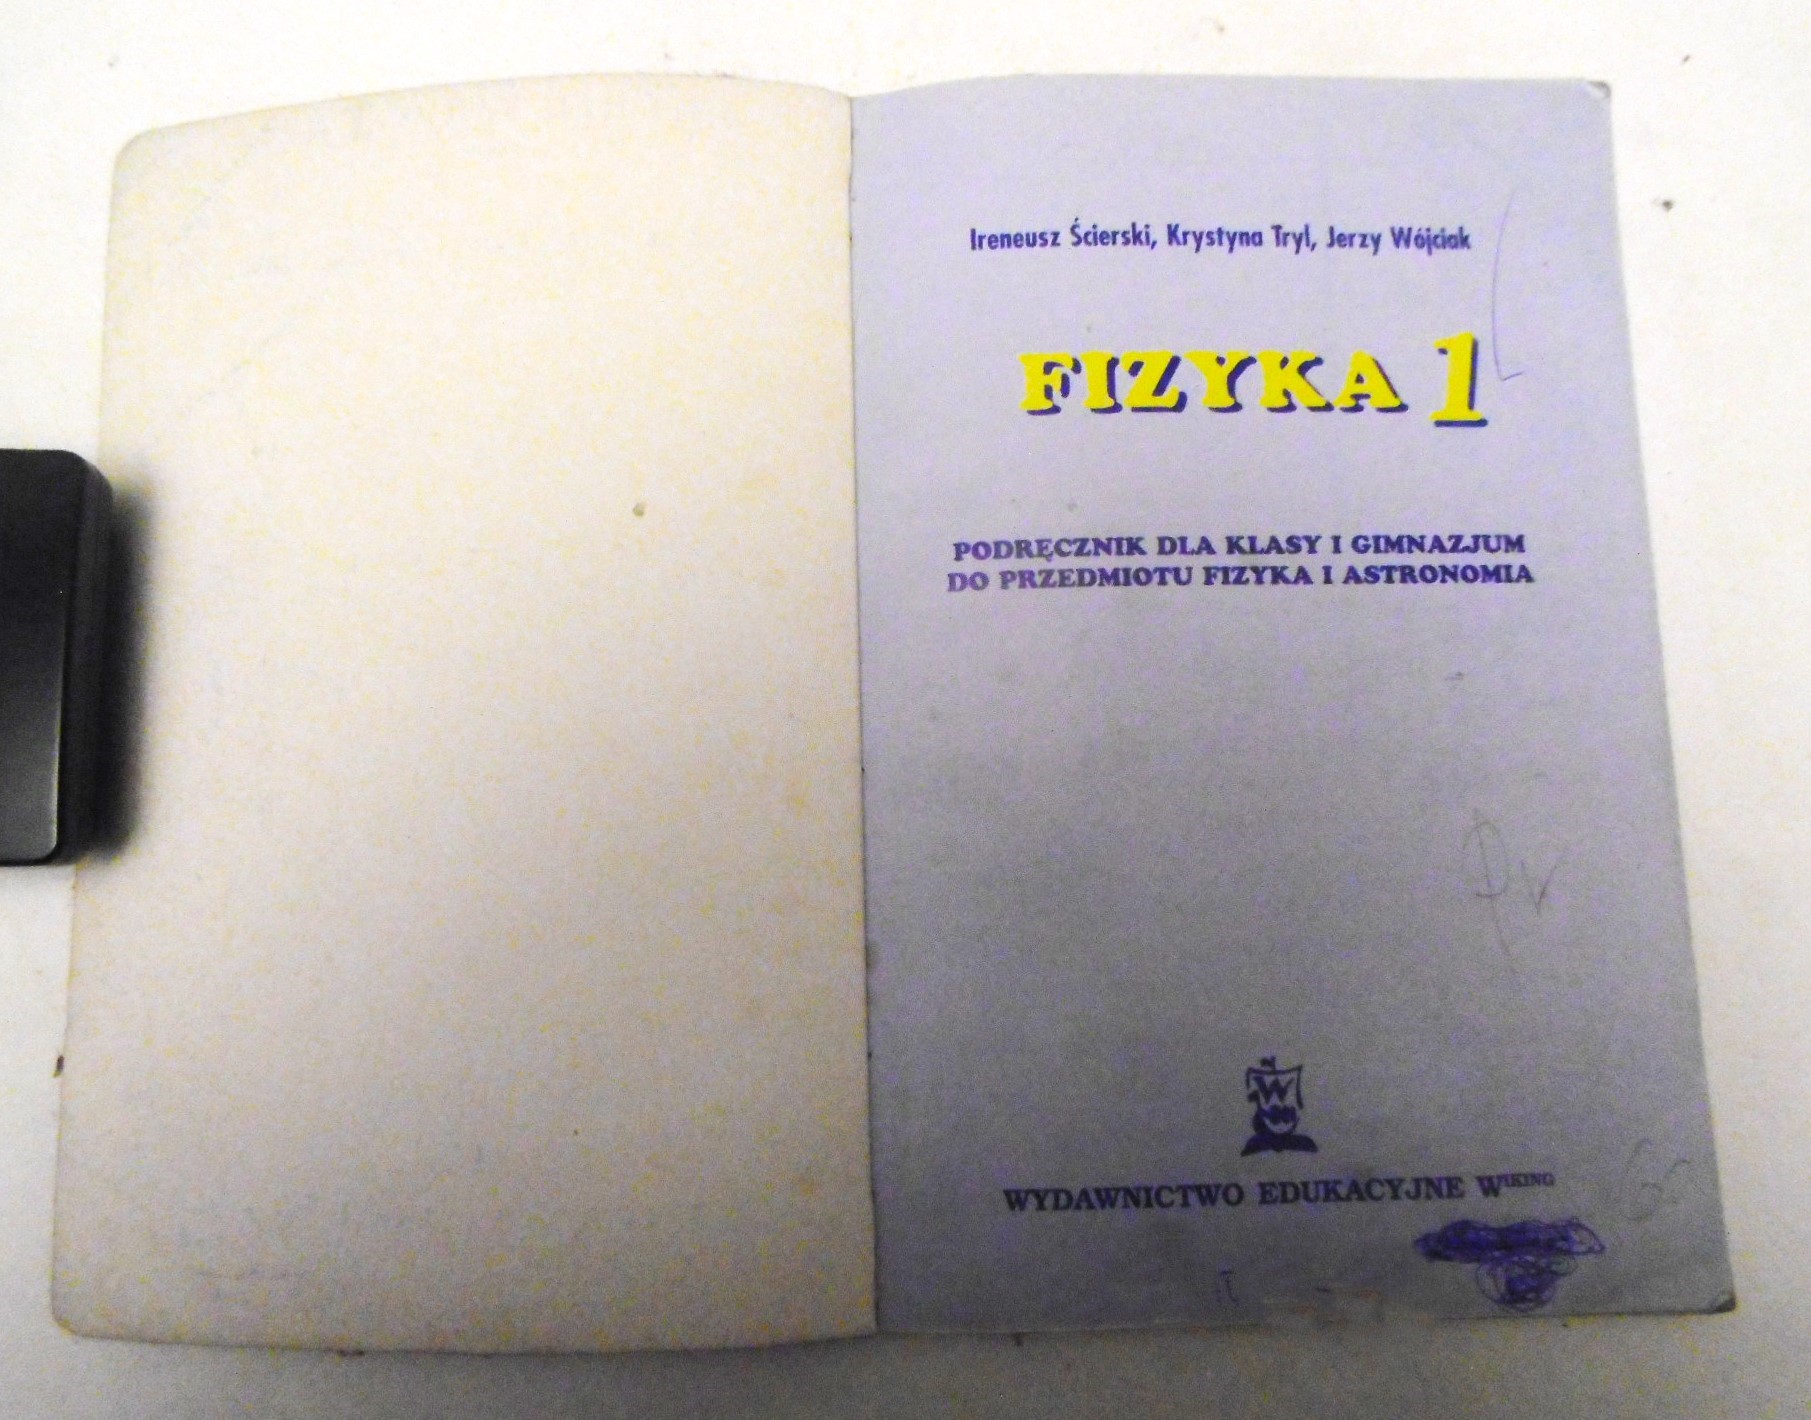 Ireneusz Ścierski, Krystyna Tryl, Jerzy Wójciak
FIZYKA 1
PODRĘCZNIK DLA KLASY I GIMNAZJUM
DO PRZEDMIOTU FIZYKA I ASTRONOMIA
W
WYDAWNICTWO EDUKACYJNE WIKING